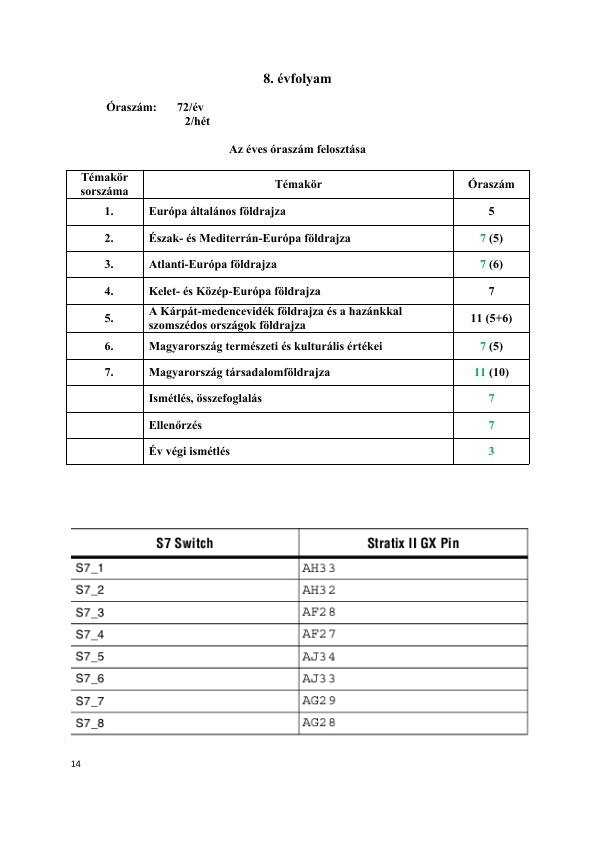 8. évfolyam
Óraszám: 72/év
2/hét
Az éves óraszám felosztása
Témakör sorszáma Témakör Óraszám
1. Európa általános földrajza 5
2. Észak- és Mediterrán-Európa földrajza 7 (5)
3. Atlanti-Európa földrajza 7 (6)
4. Kelet- és Közép-Európa földrajza 7
5. A Kárpát-medencevidék földrajza és a hazánkkal
szomszédos országok földrajza 11 (5+6)
6. Magyarország természeti és kulturális értékei 7 (5)
7. Magyarország társadalomföldrajza 11 (10)
Ismétlés, összefoglalás 7
Ellenőrzés 7
Év végi ismétlés 3
S7 Switch Stratix II GX Pin
S7_1 AH33
S7_2 AH32
S7_3 AF28
S7_4 AF27
S7_5 AJ34
S7_6 AJ33
S7_7 AG29
S7_8 AG28
14